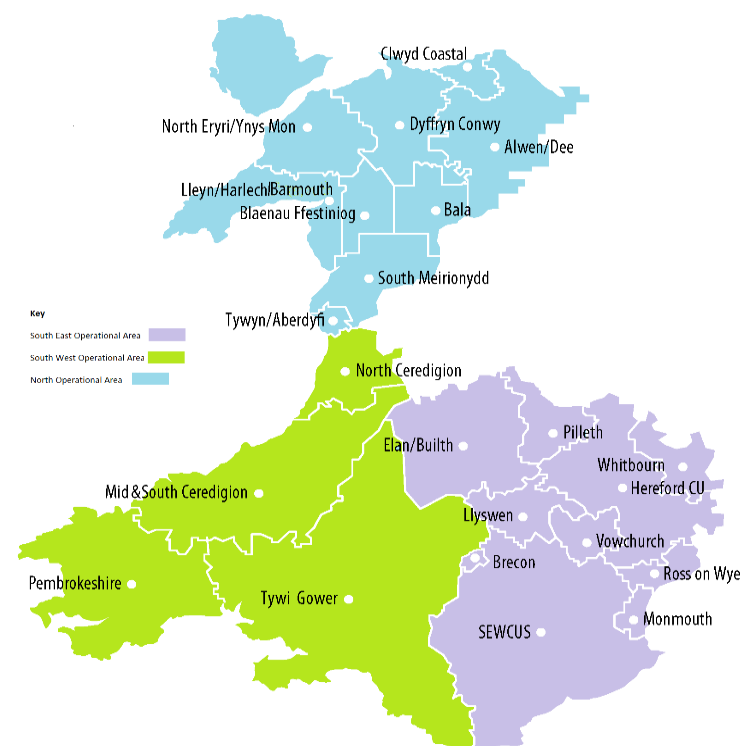 Clwyd Coastal
North Eryri/Ynys Mon
Dyffryn Conwy
Alwen/Dee
Lleyn/Harlech/Barmouth
Blaenau Ffestiniog
Bala
South Meirionydd
Key
Tywyn/Aberdyfi
South East Operational Area
South West Operational Area
North Operational Area
North Ceredigion
Pilleth
Elan/Builth
Whitbourn
Hereford CU
Mid & South Ceredigion
Llyswen
Vowchurch
Brecon
Ross on Wye
Pembrokeshire
Tywi Gower
Monmouth
SEWCUS